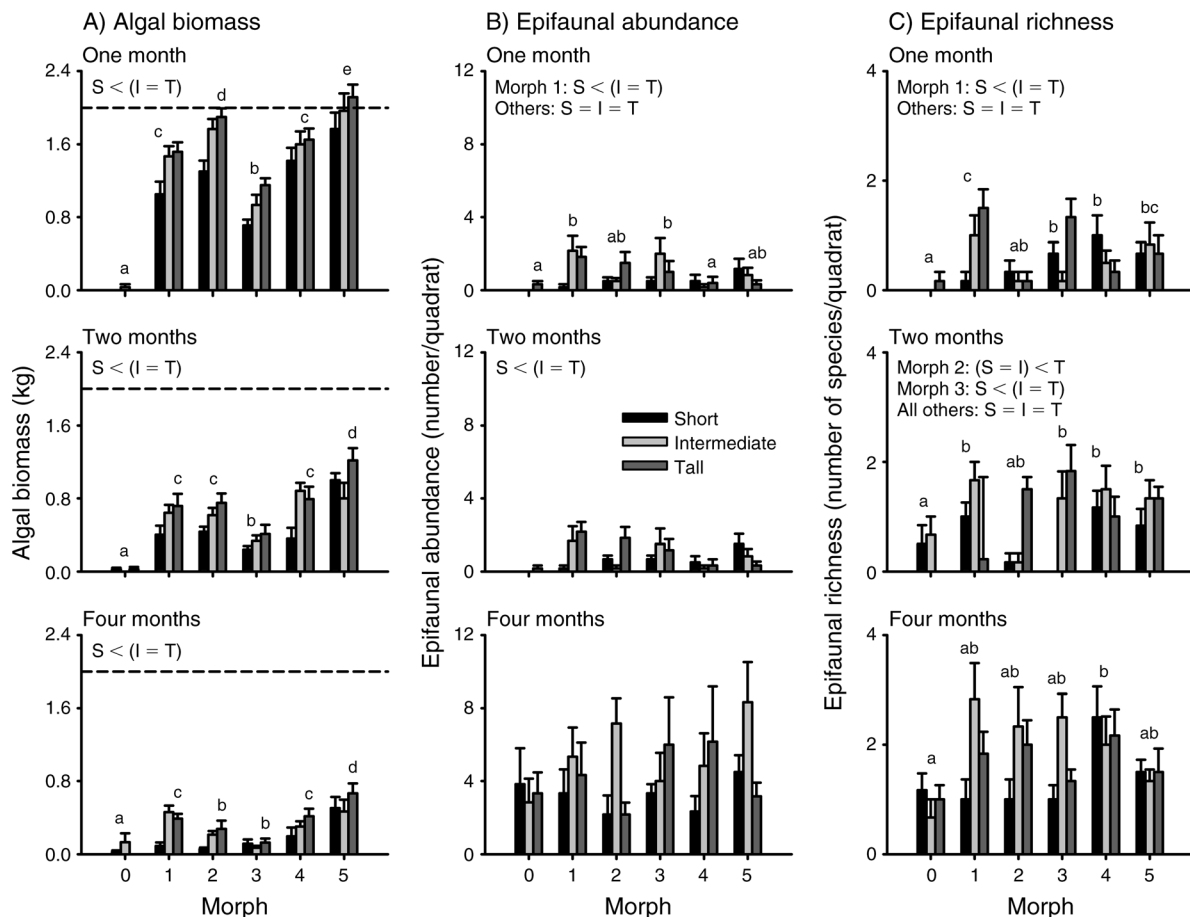 A) Algal biomass
One month
S < (I = T)
2.4
1.8
1.2
0.6
0.0
a
c
d
b
c
e
Two months
S < (I = T)
2.4
1.6
0.8
0.0
a
c
c
b
c
d
Four months
S < (I = T)
2.4
1.6
0.8
0.0
a
c
b
b
c
d
0 1 2 3 4 5
Morph
Algal biomass (kg)
B) Epifaunal abundance
One month
Morph 1: S < (I = T)
Others: S = I = T
12
8
4
0
a
b
ab
b
a
ab
Two months
S < (I = T)
12
8
4
0
Short
Intermediate
Tall
Four months
12
8
4
0
0 1 2 3 4 5
Morph
Epifaunal abundance (number/quadrat)
C) Epifaunal richness
One month
Morph 1: S < (I = T)
Others: S = I = T
4
2
0
a
c
ab
b
b
bc
Two months
Morph 2: (S = I) < T
Morph 3: S < (I = T)
All others: S = I = T
4
2
0
a
b
ab
b
b
b
Four months
4
2
0
a
ab
ab
ab
b
ab
0 1 2 3 4 5
Morph
Epifaunal richness (number of species/quadrat)